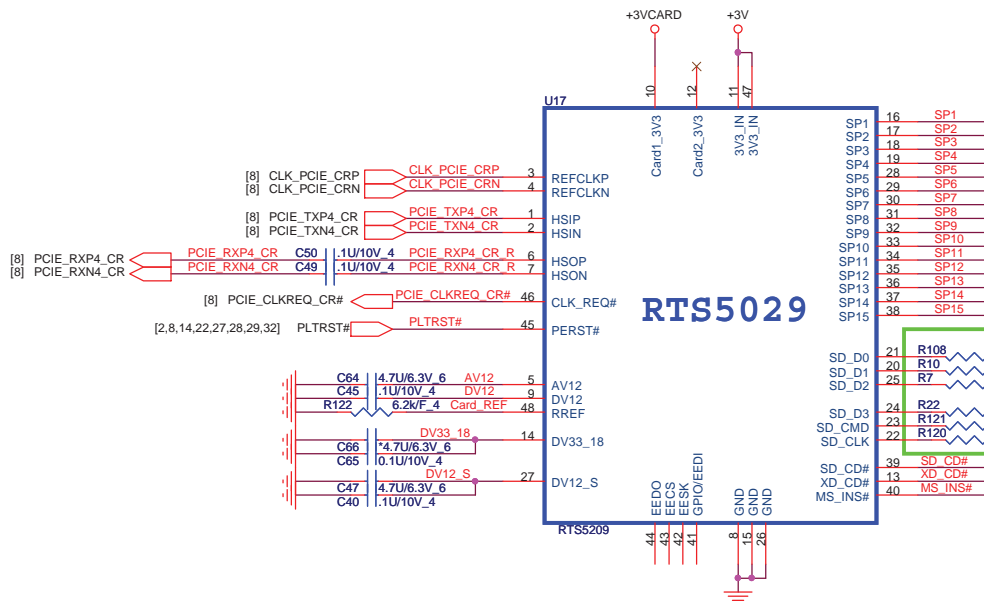 +3VCARD +3V
10 12 11 47
U17
Card1_3V3 Card2_3V3 3V3_IN 3V3_IN
SP1 16 SP1
SP2 17 SP2
SP3 18 SP3
SP4 19 SP4
SP5 28 SP5
SP6 29 SP6
SP7 30 SP7
SP8 31 SP8
SP9 32 SP9
SP10 33 SP10
SP11 34 SP11
SP12 35 SP12
SP13 36 SP13
SP14 37 SP14
SP15 38 SP15
[8] CLK_PCIE_CRP CLK_PCIE_CRP 3 REFCLKP
[8] CLK_PCIE_CRN CLK_PCIE_CRN 4 REFCLKN
[8] PCIE_TXP4_CR PCIE_TXP4_CR 1 HSIP
[8] PCIE_TXN4_CR PCIE_TXN4_CR 2 HSIN
[8] PCIE_RXP4_CR PCIE_RXP4_CR C50 .1U/10V_4 PCIE_RXP4_CR_R 6 HSOP
[8] PCIE_RXN4_CR PCIE_RXN4_CR C49 .1U/10V_4 PCIE_RXN4_CR_R 7 HSON
[8] PCIE_CLKREQ_CR# PCIE_CLKREQ_CR# 46 CLK_REQ#
RTS5029
[2,8,14,22,27,28,29,32] PLTRST# PLTRST# 45 PERST#
SD_D0 21 R108
SD_D1 20 R10
SD_D2 25 R7
C64 4.7U/6.3V_6 AV12 5 AV12
C45 .1U/10V_4 DV12 9 DV12
R122 6.2k/F_4 Card_REF 48 RREF
SD_D3 24 R22
SD_CMD 23 R121
SD_CLK 22 R120
DV33_18 14 DV33_18
C66 *4.7U/6.3V_6
C65 0.1U/10V_4
SD_CD# 39 SD_CD#
XD_CD# 13 XD_CD#
MS_INS# 40 MS_INS#
DV12_S 27 DV12_S
C47 4.7U/6.3V_6
C40 .1U/10V_4
EEDO EECS EESK GPIO/EEDI GND GND GND
RTS5209
44 43 42 41 8 15 26